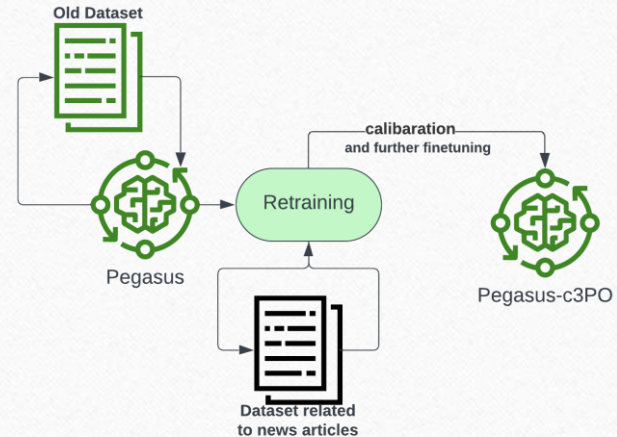 Old Dataset
calibaration
and further finetuning
Retraining
Pegasus
Pegasus-c3PO
Dataset related
to news articles